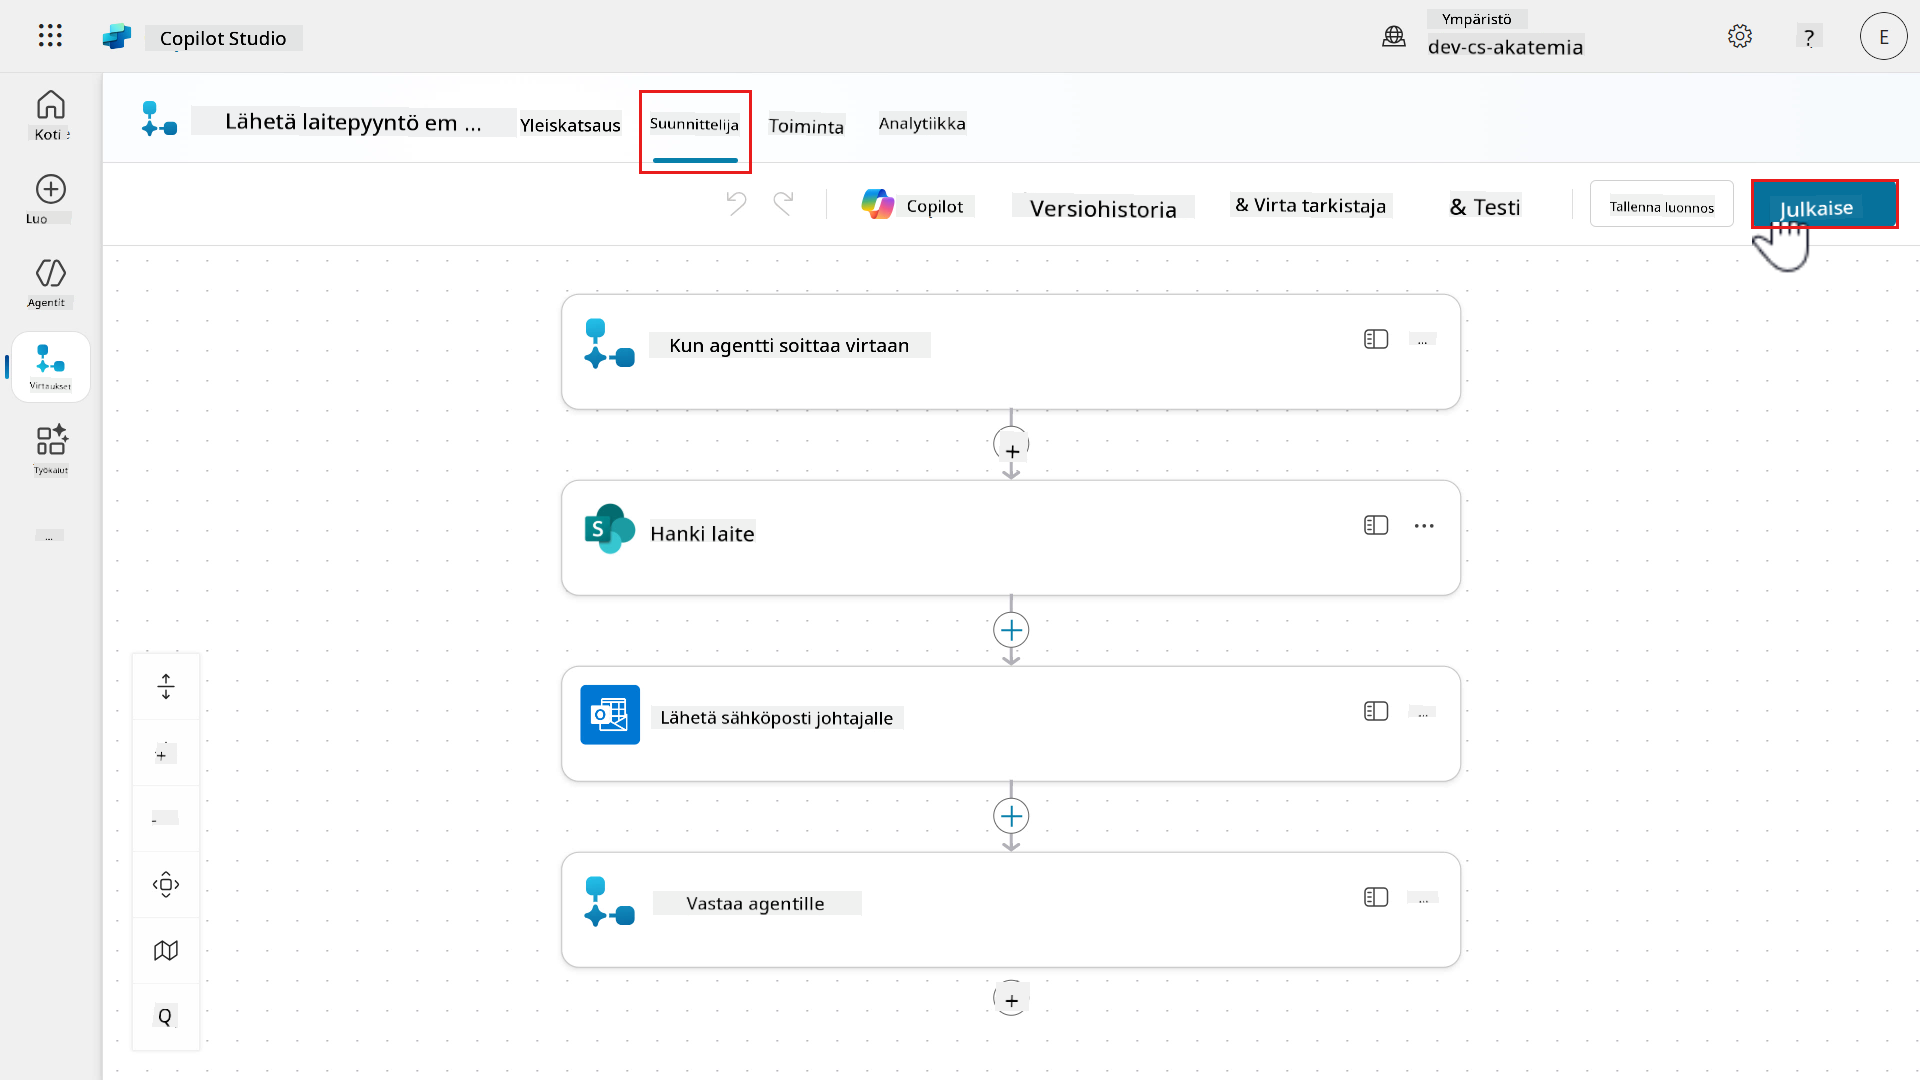 Copilot Studio
Ympäristö
dev-cs-akatemia
?
E
Koti
Luo
Agentit
Virtaukset
Työkalut
...
Lähetä laitepyyntö em ...
Yleiskatsaus
Suunnittelija
Toiminta
Analytiikka
Copilot
Versiohistoria
& Virta tarkistaja
& Testi
Tallenna luonnos
Julkaise
Kun agentti soittaa virtaan
...
+
S
Hanki laite
...
O
Lähetä sähköposti johtajalle
...
Vastaa agentille
...
+
+
-
Q